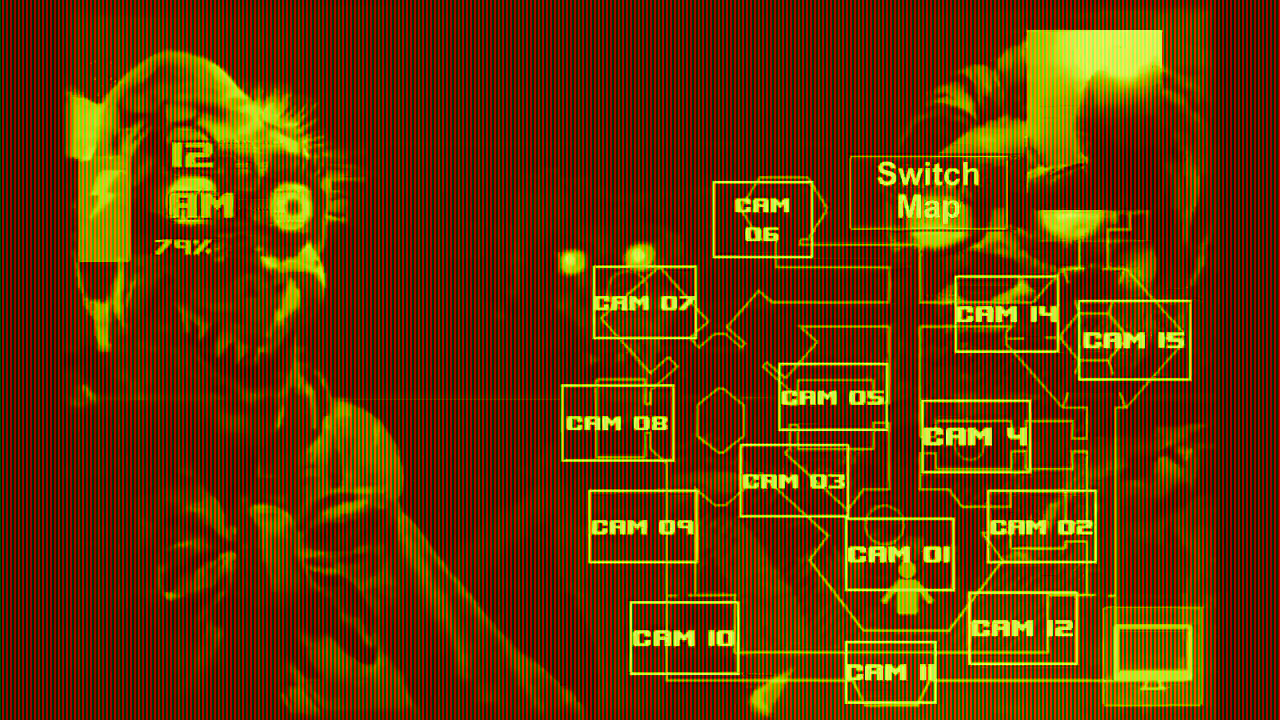 12
AM
79%
Switch
Map
CAM
06
CAM 07
CAM 14
CAM 15
CAM 05
CAM 08
CAM 4
CAM 03
CAM 09
CAM 02
CAM 01
CAM 10
CAM 12
CAM 11